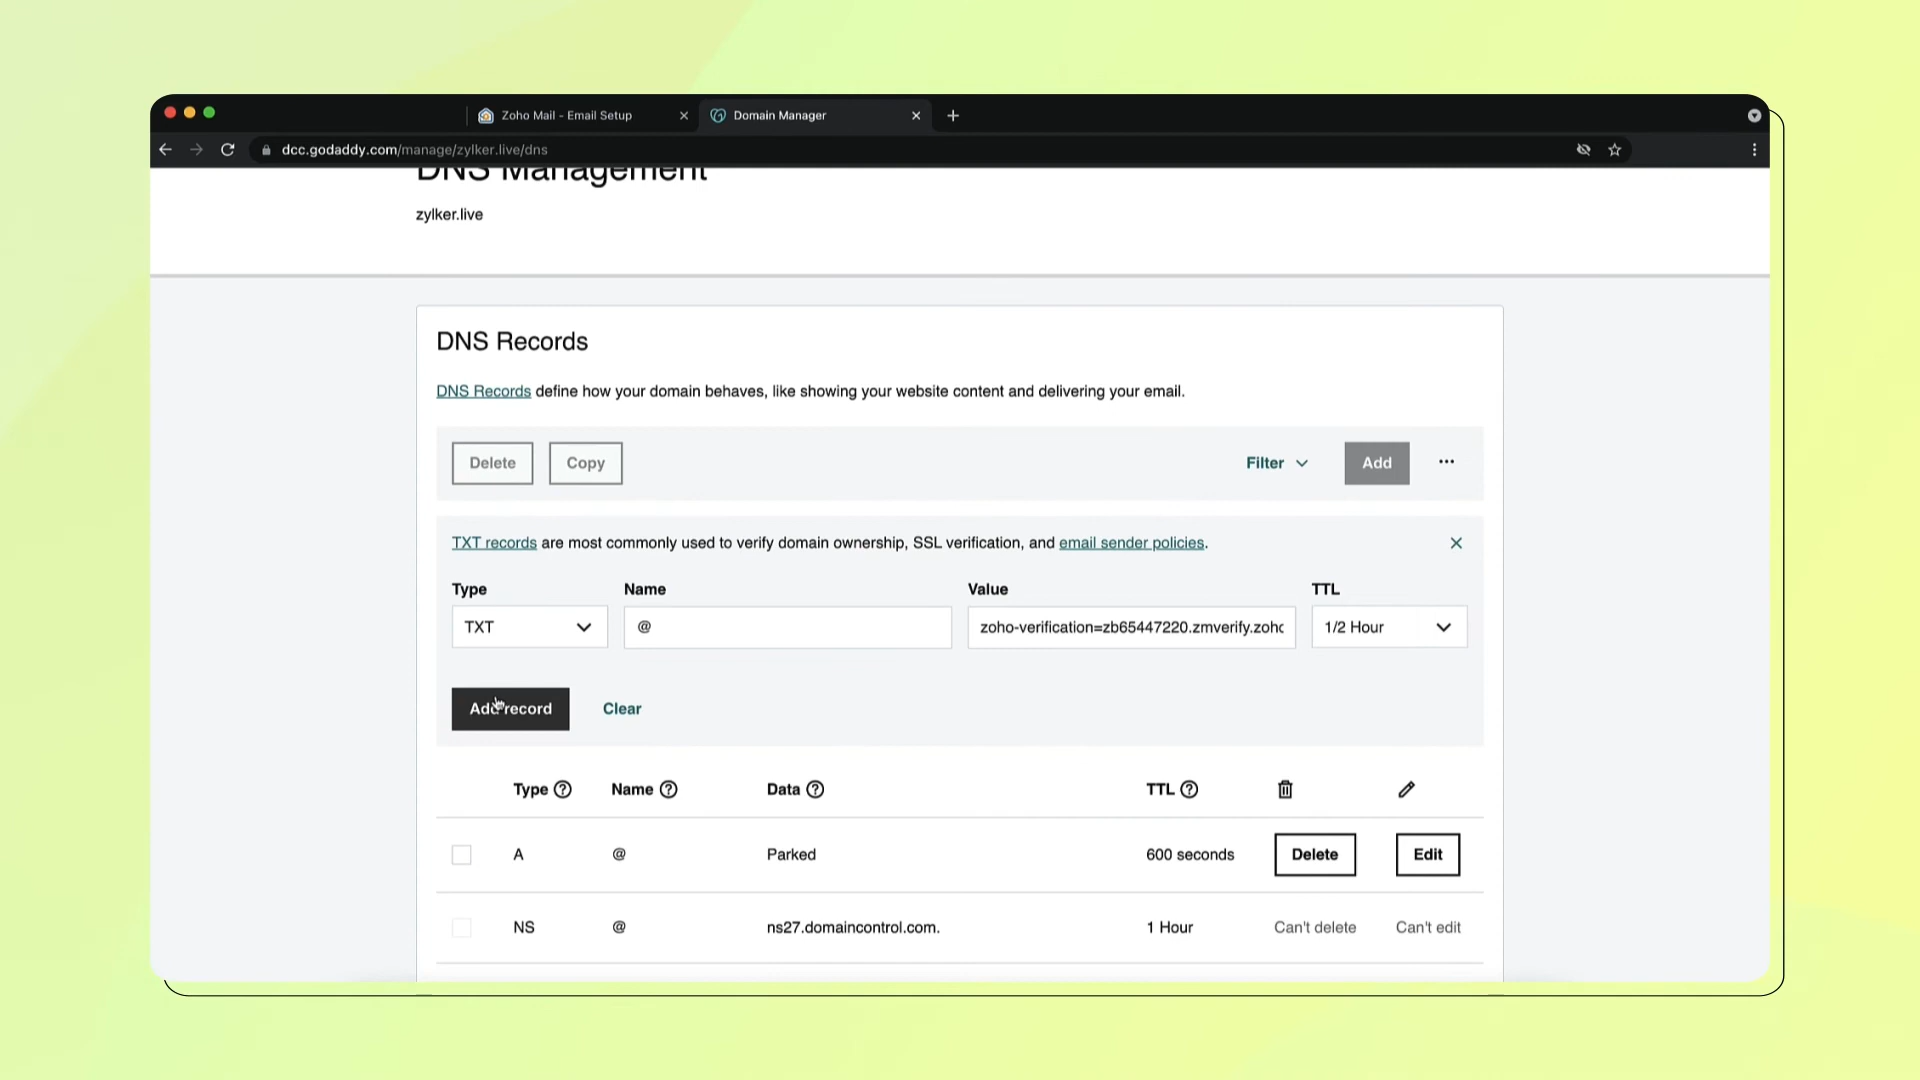 Zoho Mail - Email Setup
Domain Manager
dcc.godaddy.com/manage/zylker.live/dns
DNS Management
zylker.live
DNS Records
DNS Records define how your domain behaves, like showing your website content and delivering your email.
Delete
Copy
Filter
Add
TXT records are most commonly used to verify domain ownership, SSL verification, and email sender policies.
Type
Name
Value
TTL
TXT
@
zoho-verification=zb65447220.zmverify.zoho
1/2 Hour
Add record
Clear
Type Name Data TTL
A @ Parked 600 seconds Delete Edit
NS @ ns27.domaincontrol.com. 1 Hour Can't delete Can't edit